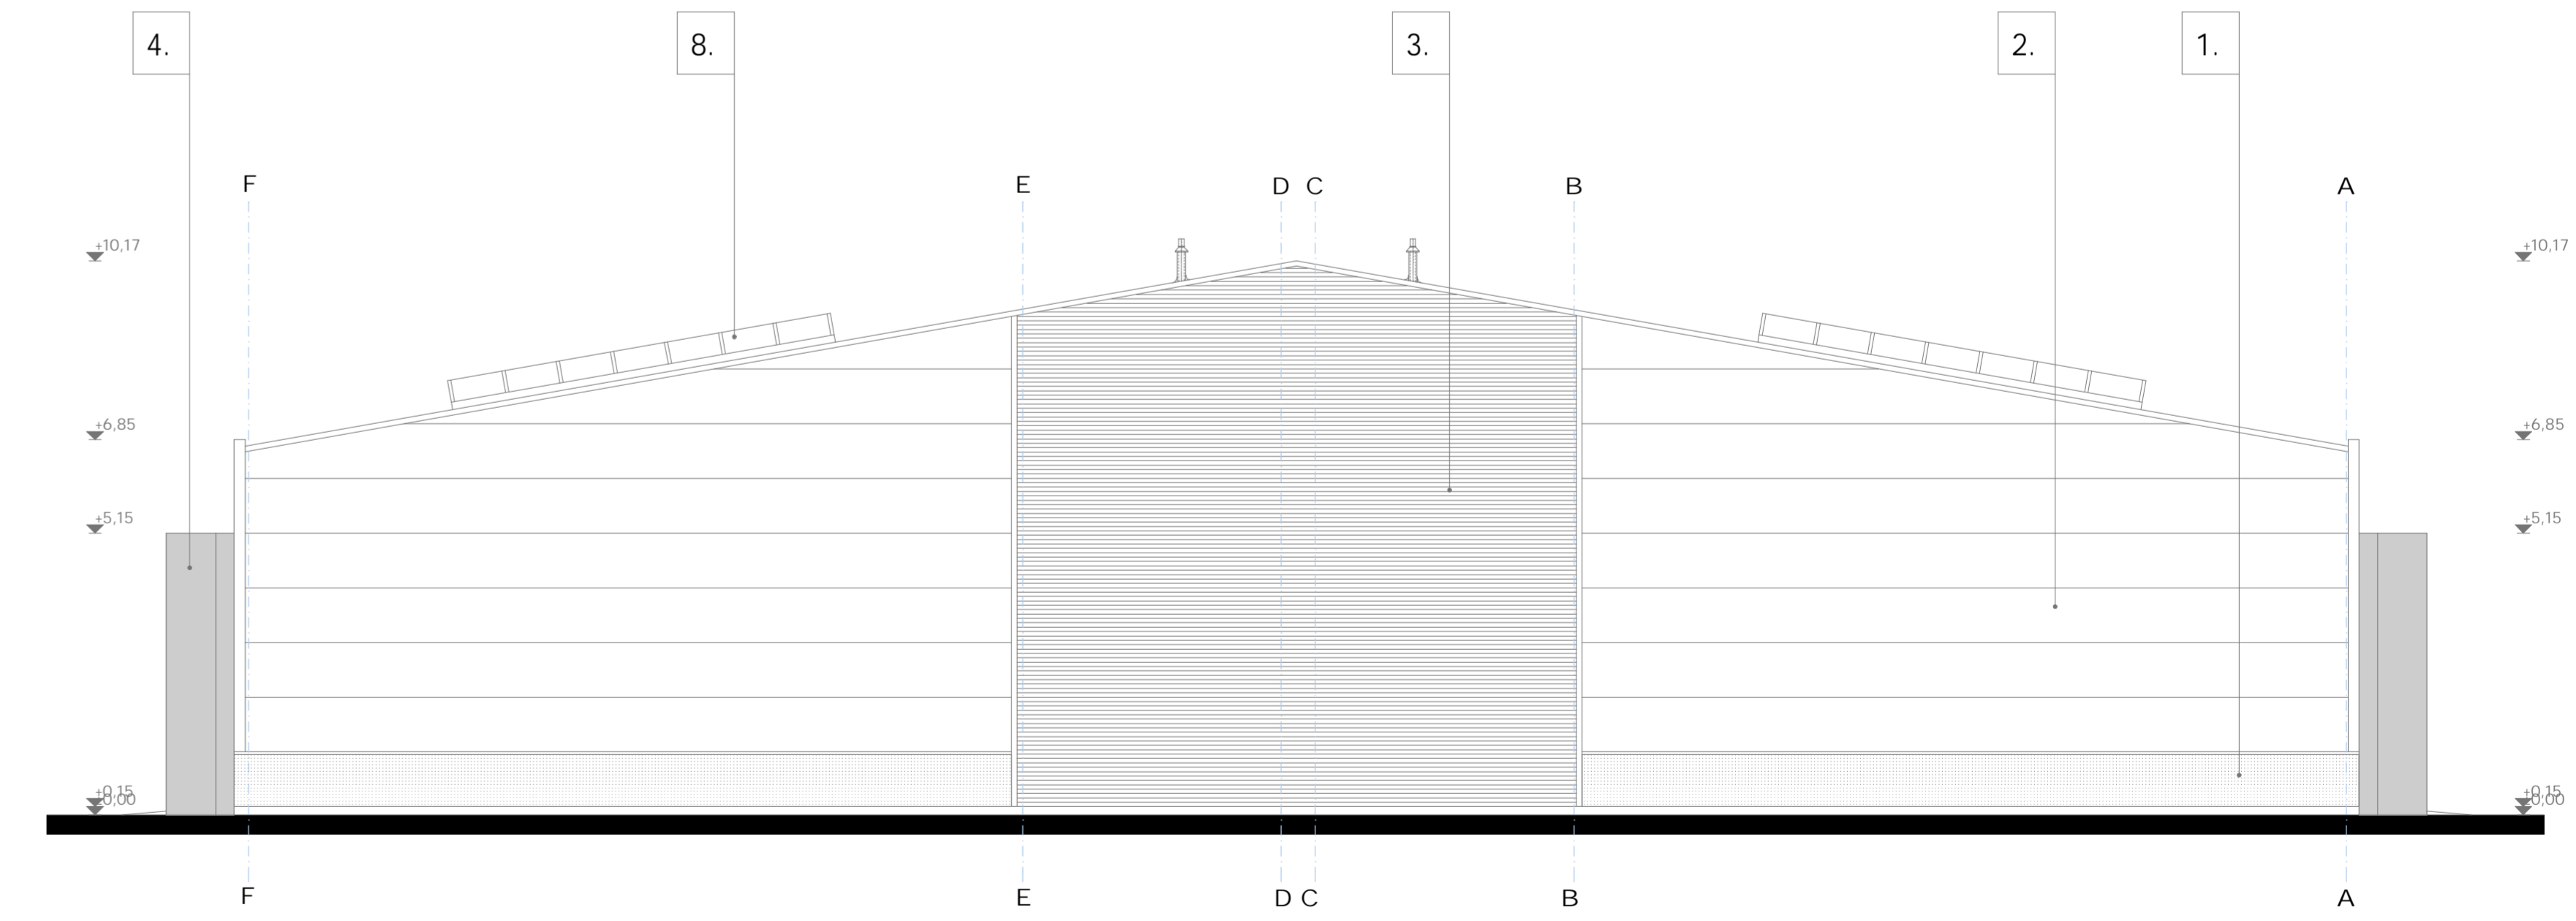 4. 8. 3. 2. 1.
F E D C B A
+10,17 +10,17
+6,85 +6,85
+5,15 +5,15
+0,15 +0,15
0,00 0,00
F E D C B A